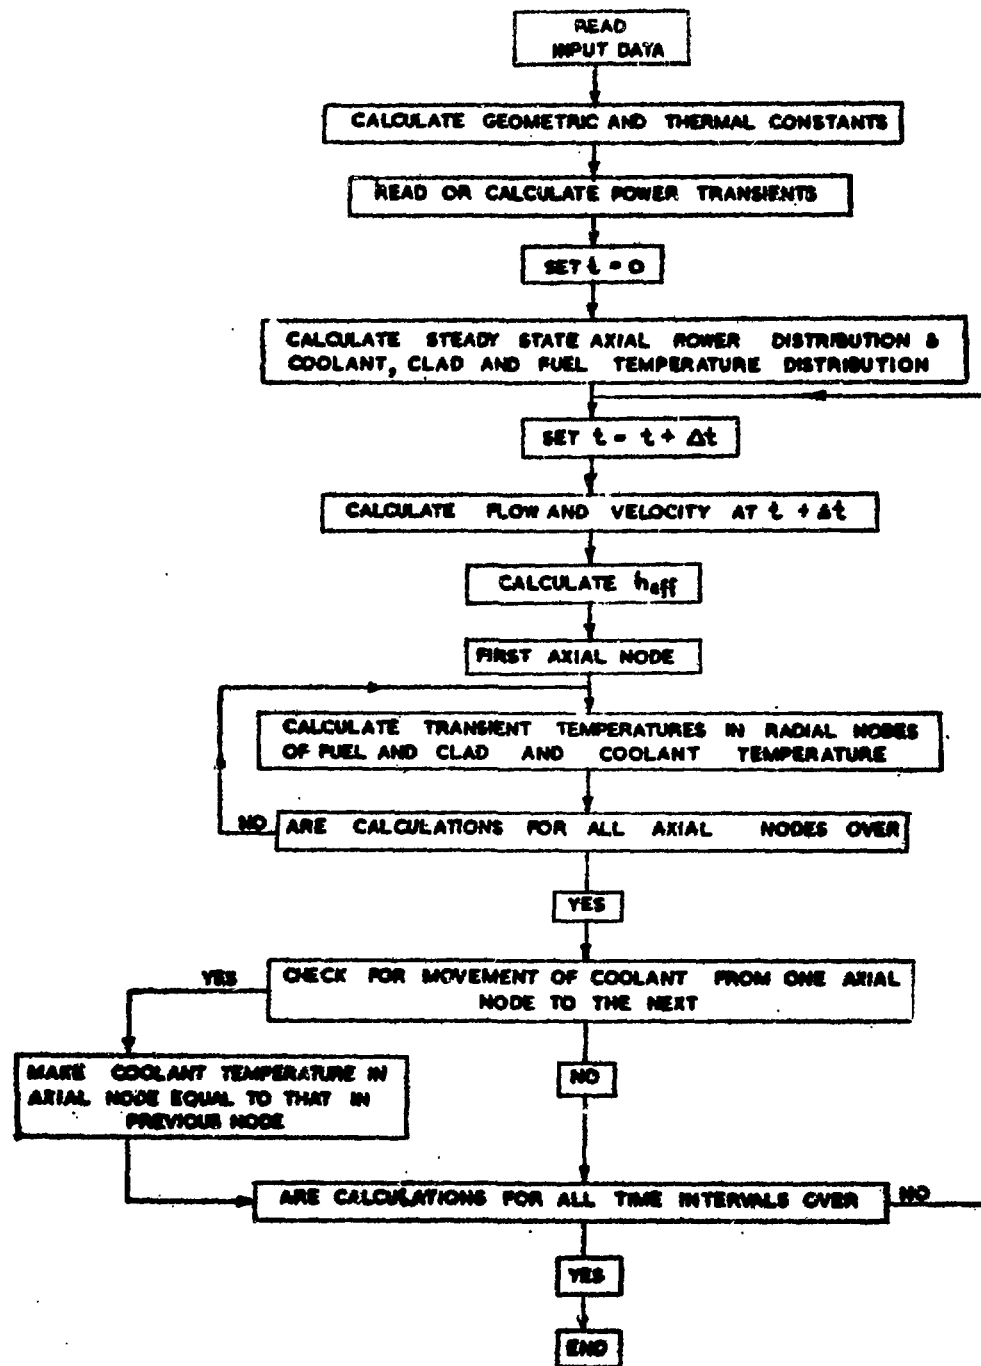 READ
INPUT DATA
CALCULATE GEOMETRIC AND THERMAL CONSTANTS
READ OR CALCULATE POWER TRANSIENTS
SET t = 0
CALCULATE STEADY STATE AXIAL POWER DISTRIBUTION &
COOLANT, CLAD AND FUEL TEMPERATURE DISTRIBUTION
SET t = t + Δt
CALCULATE FLOW AND VELOCITY AT t + Δt
CALCULATE heff
FIRST AXIAL NODE
CALCULATE TRANSIENT TEMPERATURES IN RADIAL NODES
OF FUEL AND CLAD AND COOLANT TEMPERATURE
NO
ARE CALCULATIONS FOR ALL AXIAL NODES OVER
YES
YES
CHECK FOR MOVEMENT OF COOLANT FROM ONE AXIAL
NODE TO THE NEXT
MAKE COOLANT TEMPERATURE IN
AXIAL NODE EQUAL TO THAT IN
PREVIOUS NODE
NO
ARE CALCULATIONS FOR ALL TIME INTERVALS OVER
NO
YES
END